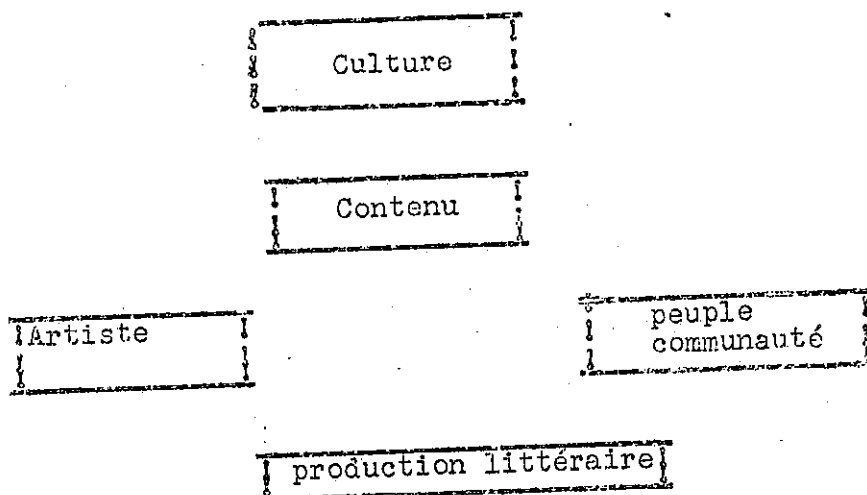 Culture
Contenu
Artiste
peuple
communauté
production littéraire